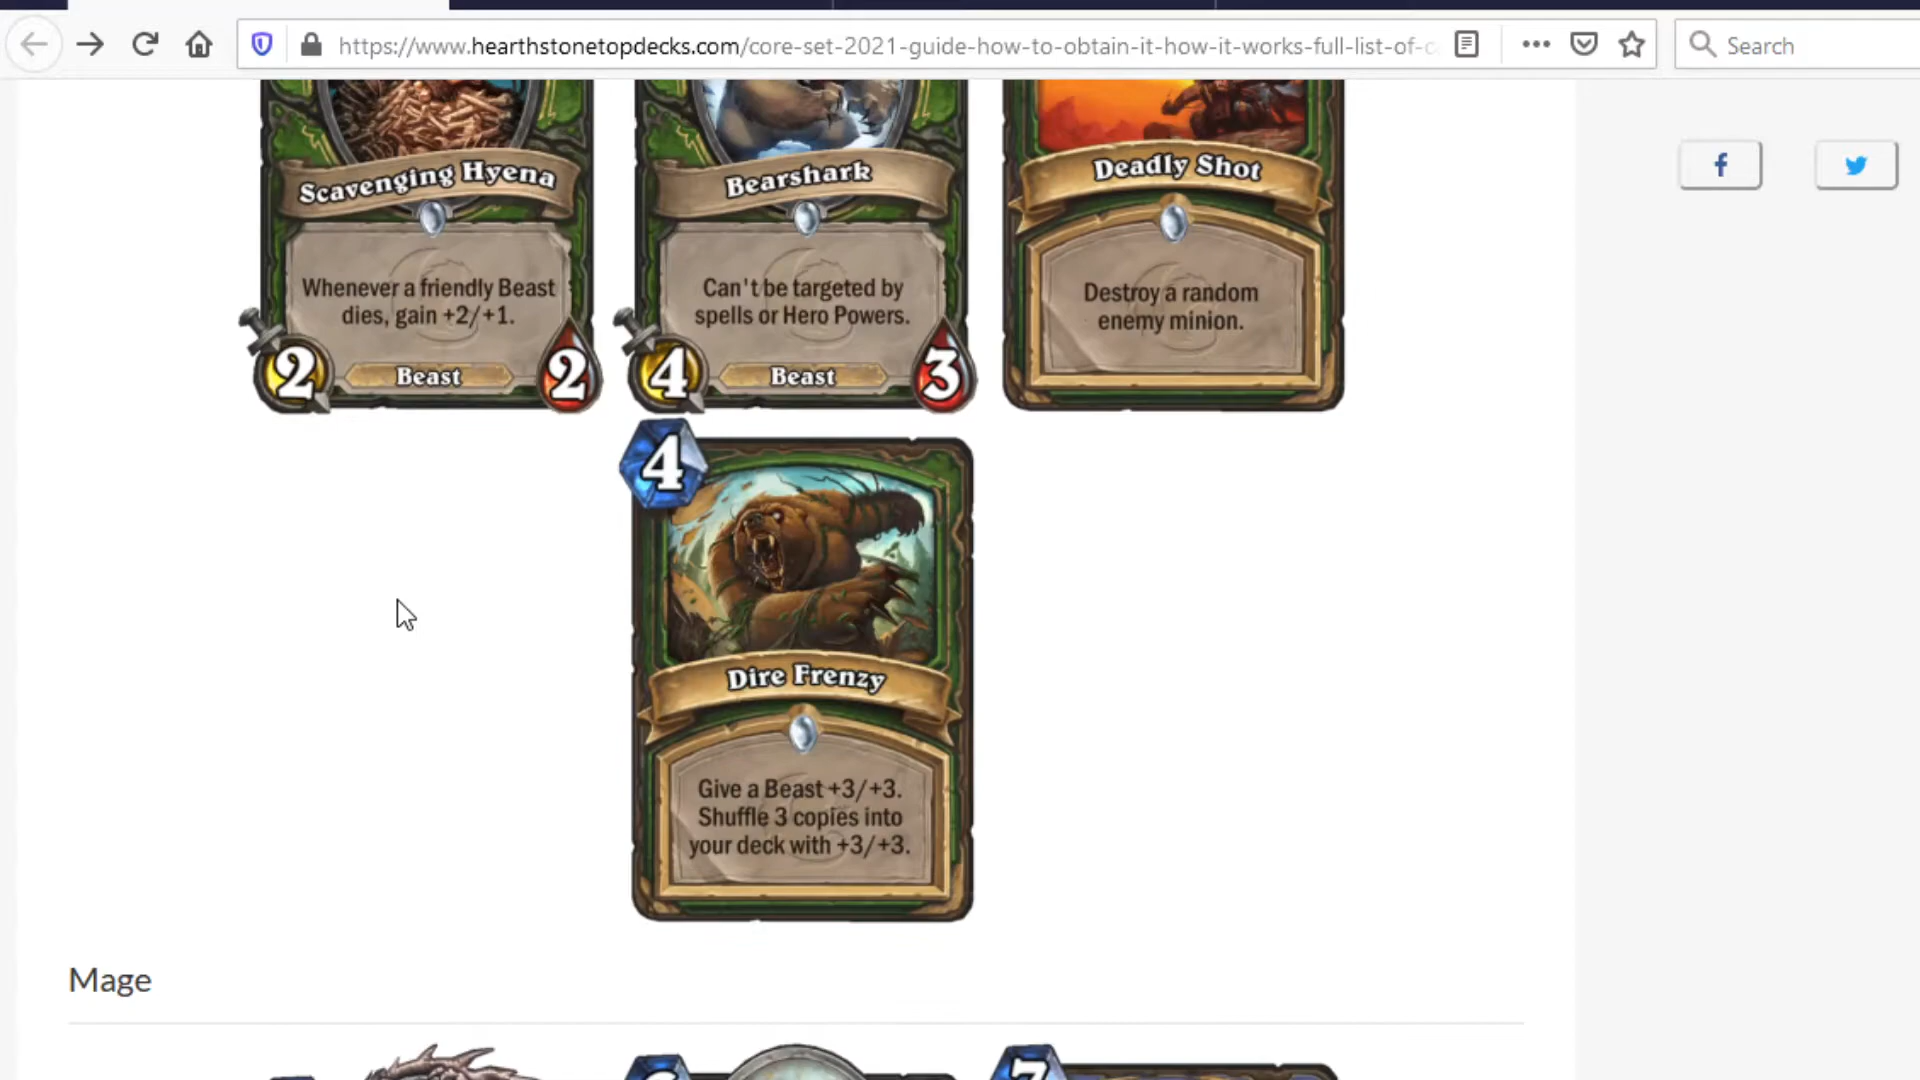 https://www.hearthstonetopdecks.com/core-set-2021-guide-how-to-obtain-it-how-it-works-full-list-of-c
Search
Scavenging Hyena
Whenever a friendly Beast
dies, gain +2/+1.
2
Beast
2
Bearshark
Can't be targeted by
spells or Hero Powers.
4
Beast
3
Deadly Shot
Destroy a random
enemy minion.
4
Dire Frenzy
Give a Beast +3/+3.
Shuffle 3 copies into
your deck with +3/+3.
Mage
7